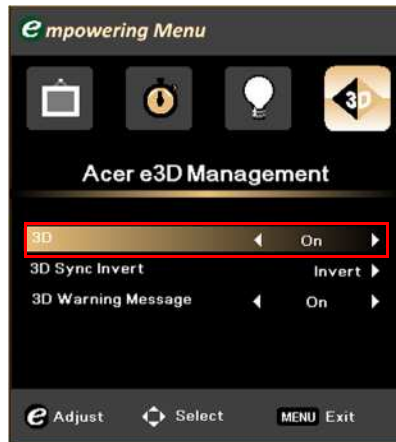 e mpowering Menu
3D
Acer e3D Management
3D On
3D Sync Invert Invert
3D Warning Message On
e Adjust Select MENU Exit